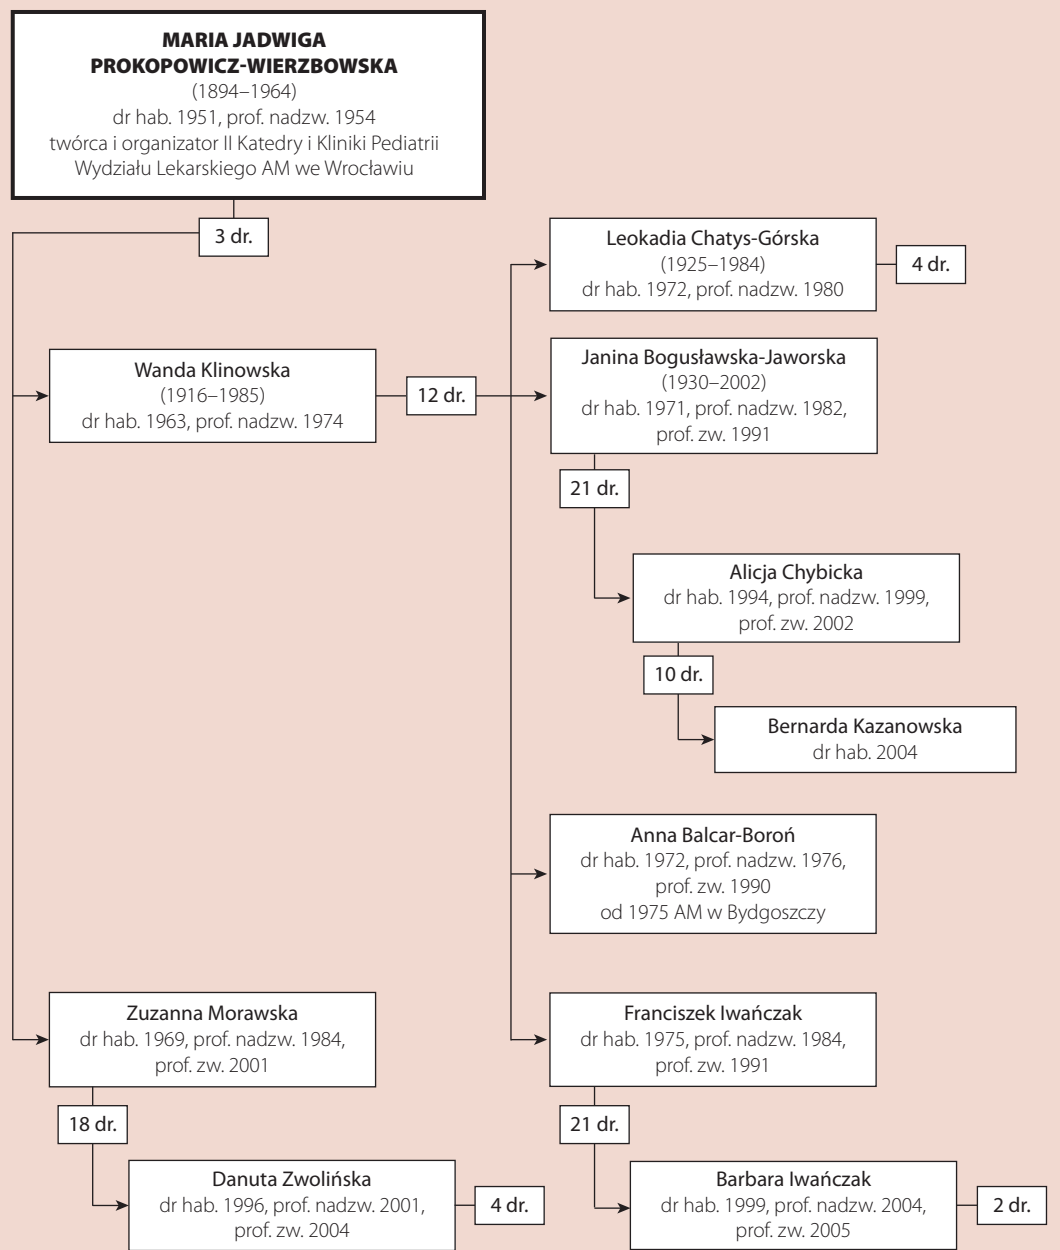 MARIA JADWIGA
PROKOPOWICZ-WIERZBOWSKA
(1894–1964)
dr hab. 1951, prof. nadzw. 1954
twórca i organizator II Katedry i Kliniki Pediatrii
Wydziału Lekarskiego AM we Wrocławiu
3 dr.
Wanda Klinowska
(1916–1985)
dr hab. 1963, prof. nadzw. 1974
12 dr.
Leokadia Chatys-Górska
(1925–1984)
dr hab. 1972, prof. nadzw. 1980
4 dr.
Janina Bogusławska-Jaworska
(1930–2002)
dr hab. 1971, prof. nadzw. 1982,
prof. zw. 1991
21 dr.
Alicja Chybicka
dr hab. 1994, prof. nadzw. 1999,
prof. zw. 2002
10 dr.
Bernarda Kazanowska
dr hab. 2004
Anna Balcar-Boroń
dr hab. 1972, prof. nadzw. 1976,
prof. zw. 1990
od 1975 AM w Bydgoszczy
Franciszek Iwańczak
dr hab. 1975, prof. nadzw. 1984,
prof. zw. 1991
21 dr.
Barbara Iwańczak
dr hab. 1999, prof. nadzw. 2004,
prof. zw. 2005
2 dr.
Zuzanna Morawska
dr hab. 1969, prof. nadzw. 1984,
prof. zw. 2001
18 dr.
Danuta Zwolińska
dr hab. 1996, prof. nadzw. 2001,
prof. zw. 2004
4 dr.